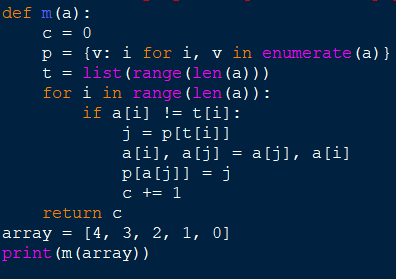 def m(a):
    c = 0
    p = {v: i for i, v in enumerate(a)}
    t = list(range(len(a)))
    for i in range(len(a)):
        if a[i] != t[i]:
            j = p[t[i]]
            a[i], a[j] = a[j], a[i]
            p[a[j]] = j
            c += 1
    return c
array = [4, 3, 2, 1, 0]
print(m(array))